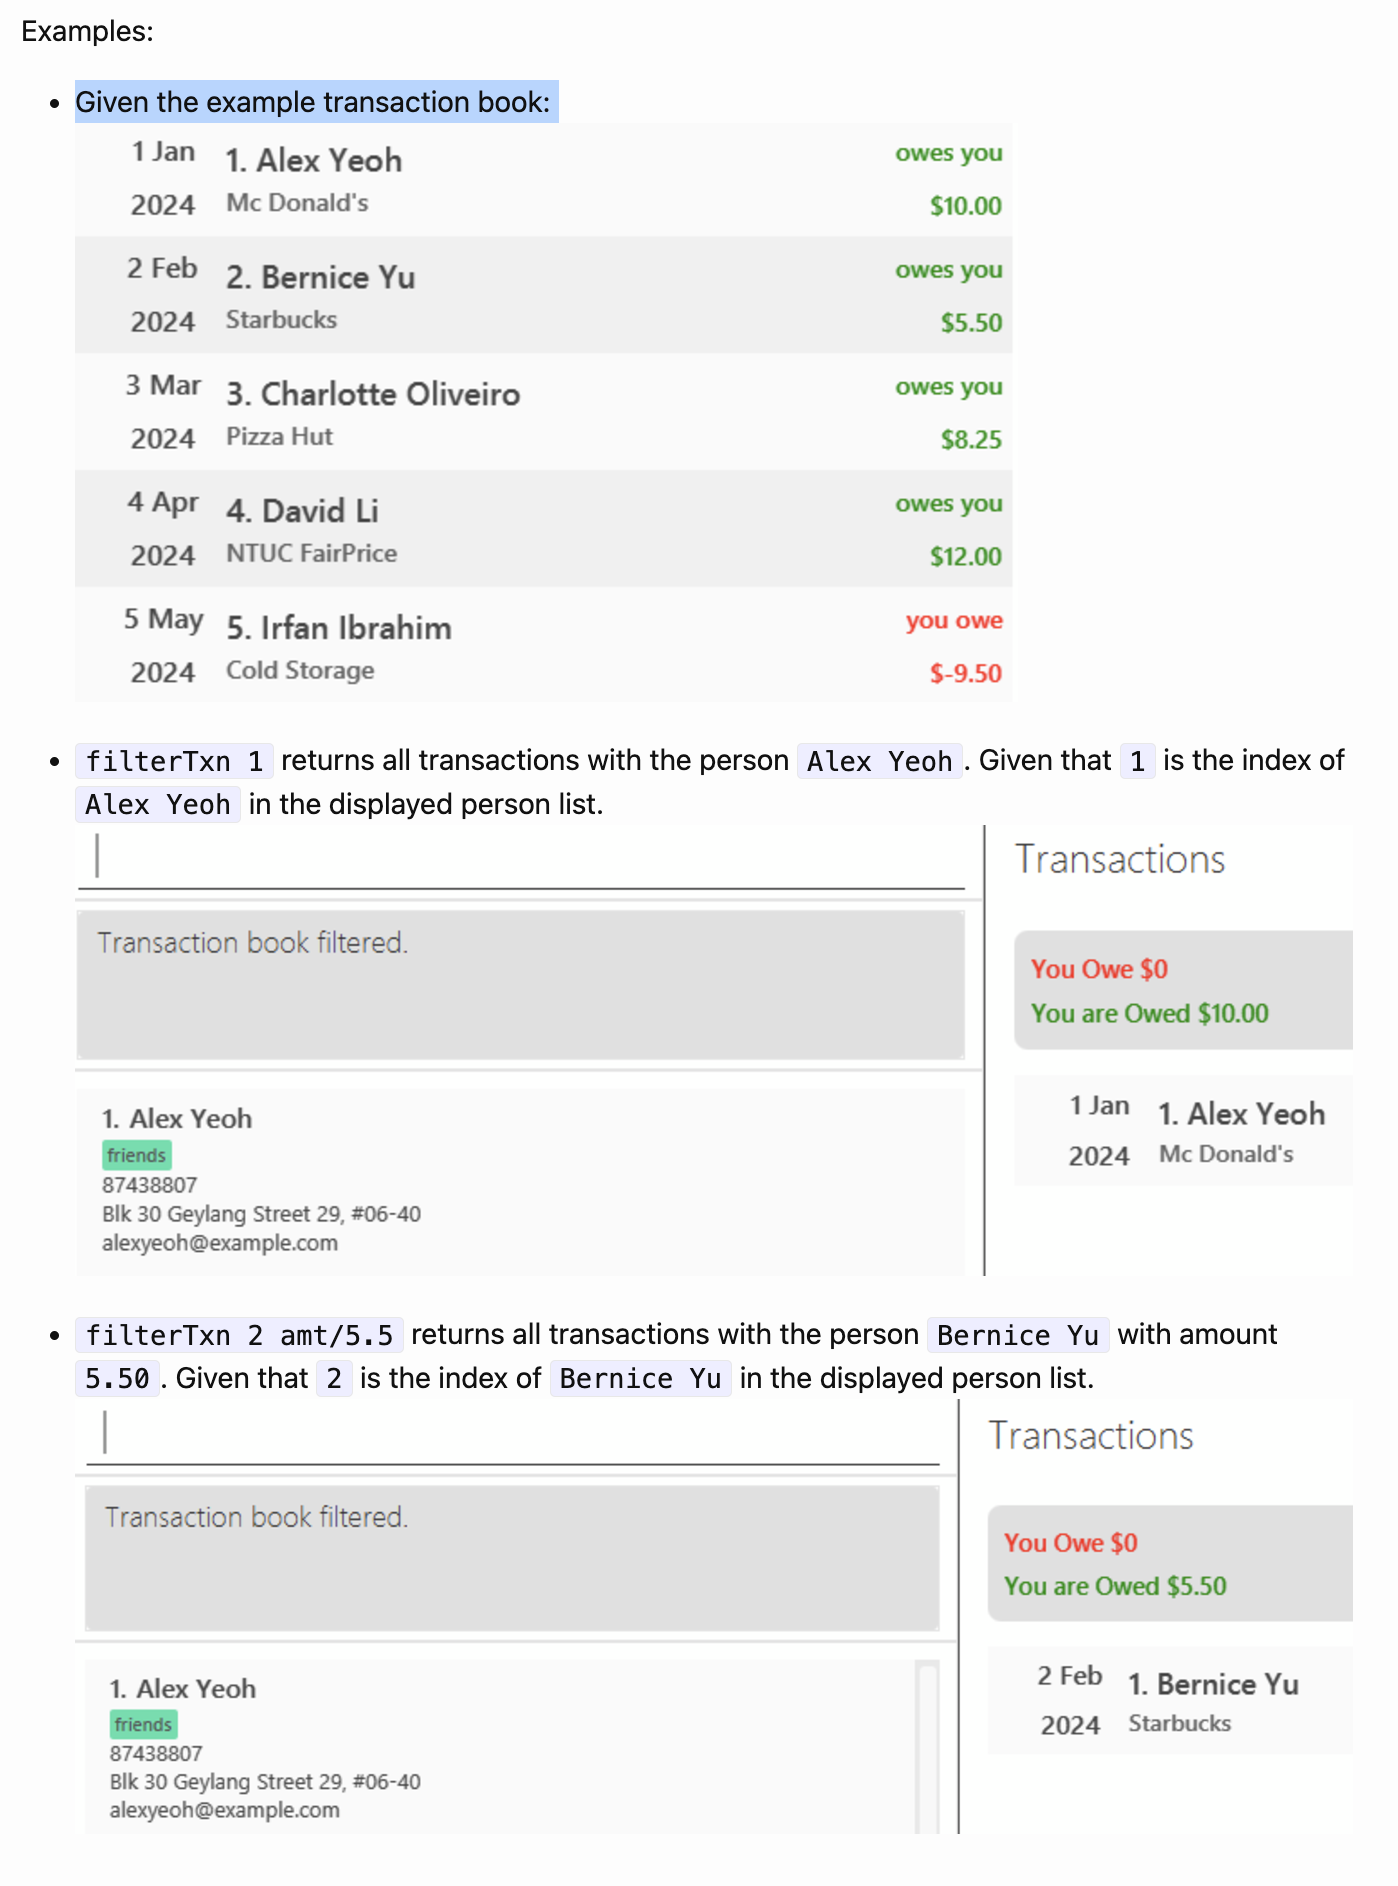 Examples:
Given the example transaction book:
1 Jan 1. Alex Yeoh owes you
2024 Mc Donald's $10.00
2 Feb 2. Bernice Yu owes you
2024 Starbucks $5.50
3 Mar 3. Charlotte Oliveiro owes you
2024 Pizza Hut $8.25
4 Apr 4. David Li owes you
2024 NTUC FairPrice $12.00
5 May 5. Irfan Ibrahim you owe
2024 Cold Storage $-9.50
filterTxn 1 returns all transactions with the person Alex Yeoh. Given that 1 is the index of
Alex Yeoh in the displayed person list.
Transactions
Transaction book filtered.
You Owe $0
You are Owed $10.00
1. Alex Yeoh
friends
87438807
Blk 30 Geylang Street 29, #06-40
alexyeoh@example.com
1 Jan 1. Alex Yeoh
2024 Mc Donald's
filterTxn 2 amt/5.5 returns all transactions with the person Bernice Yu with amount
5.50. Given that 2 is the index of Bernice Yu in the displayed person list.
Transactions
Transaction book filtered.
You Owe $0
You are Owed $5.50
1. Alex Yeoh
friends
87438807
Blk 30 Geylang Street 29, #06-40
alexyeoh@example.com
2 Feb 1. Bernice Yu
2024 Starbucks